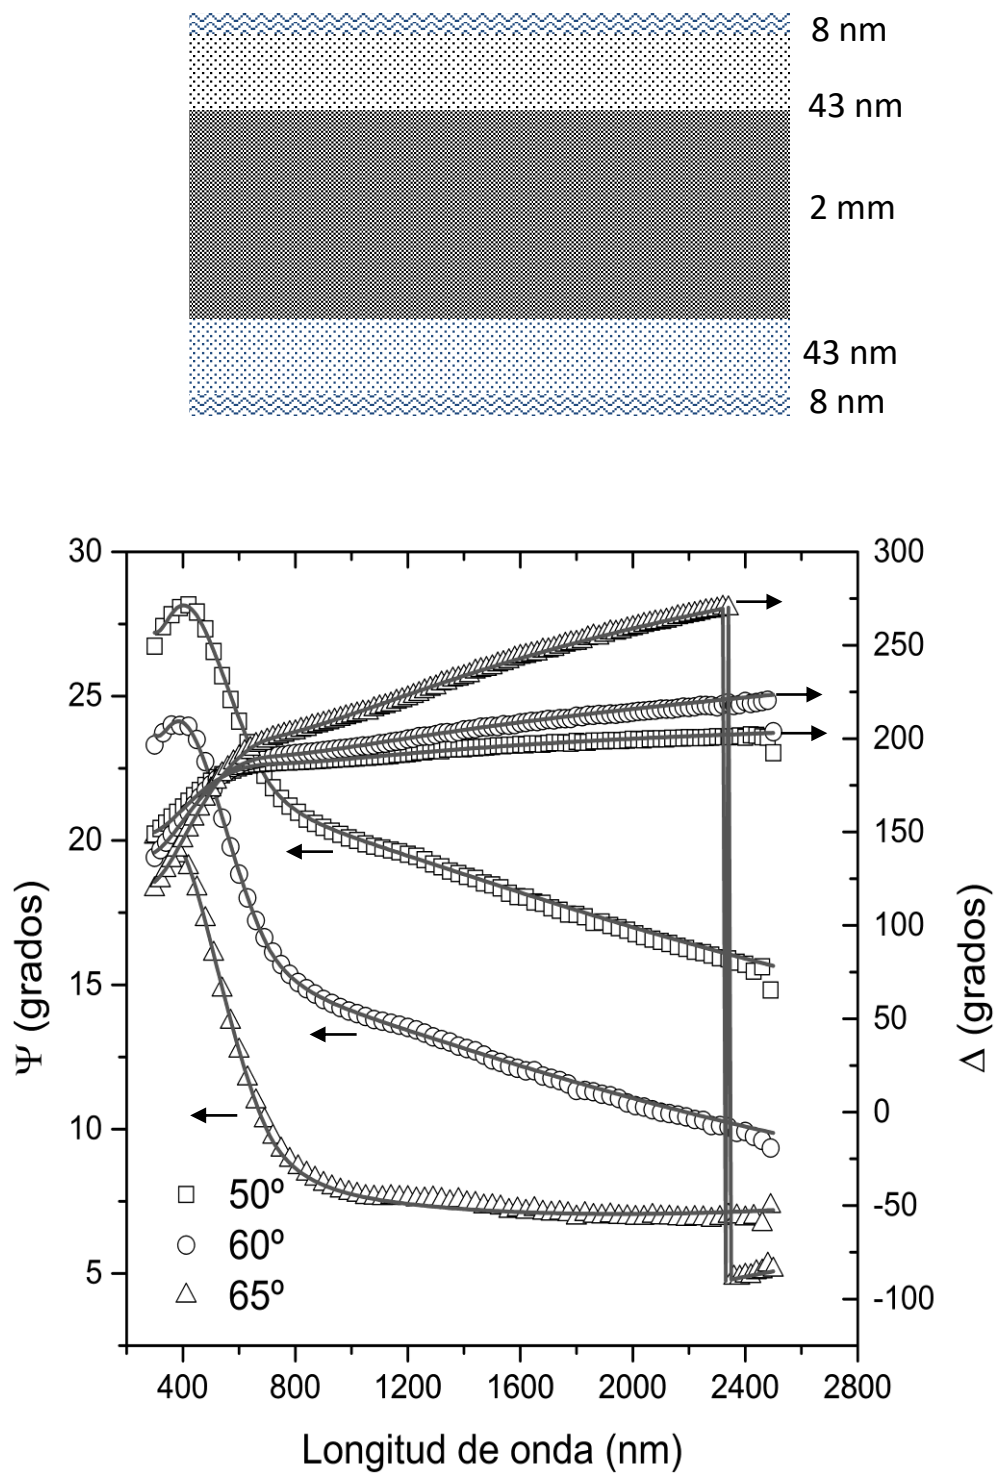 8 nm
43 nm
2 mm
43 nm
8 nm
30
25
20
15
10
5
Ψ (grados)
300
250
200
150
100
50
0
-50
-100
Δ (grados)
50º
60º
65º
400 800 1200 1600 2000 2400 2800
Longitud de onda (nm)